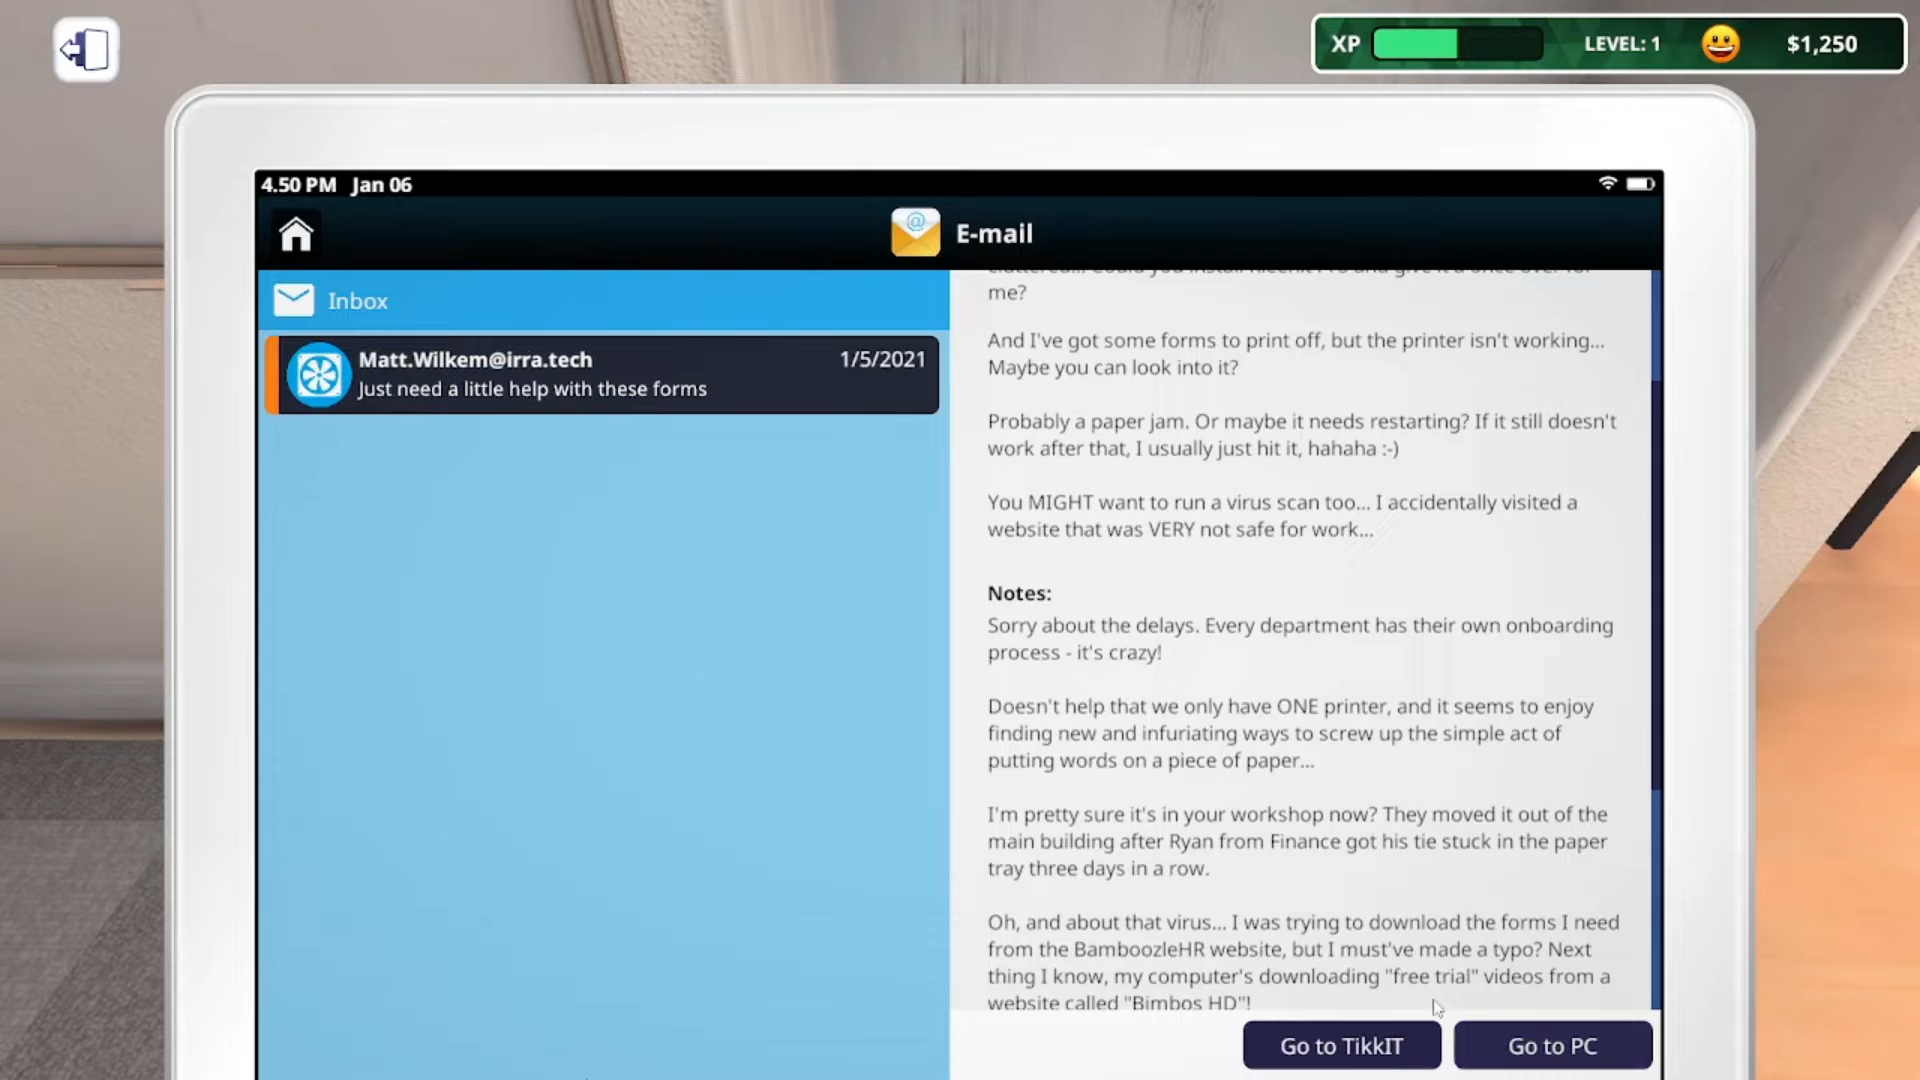 XP
LEVEL: 1
$1,250
4.50 PM Jan 06
E-mail
Inbox
Matt.Wilkem@irra.tech
1/5/2021
Just need a little help with these forms
me?
And I've got some forms to print off, but the printer isn't working...
Maybe you can look into it?
Probably a paper jam. Or maybe it needs restarting? If it still doesn't
work after that, I usually just hit it, hahaha :-)
You MIGHT want to run a virus scan too... I accidentally visited a
website that was VERY not safe for work...
Notes:
Sorry about the delays. Every department has their own onboarding
process - it's crazy!
Doesn't help that we only have ONE printer, and it seems to enjoy
finding new and infuriating ways to screw up the simple act of
putting words on a piece of paper...
I'm pretty sure it's in your workshop now? They moved it out of the
main building after Ryan from Finance got his tie stuck in the paper
tray three days in a row.
Oh, and about that virus... I was trying to download the forms I need
from the BamboozleHR website, but I must've made a typo? Next
thing I know, my computer's downloading "free trial" videos from a
website called "Bimbos HD"!
Go to TikkIT
Go to PC